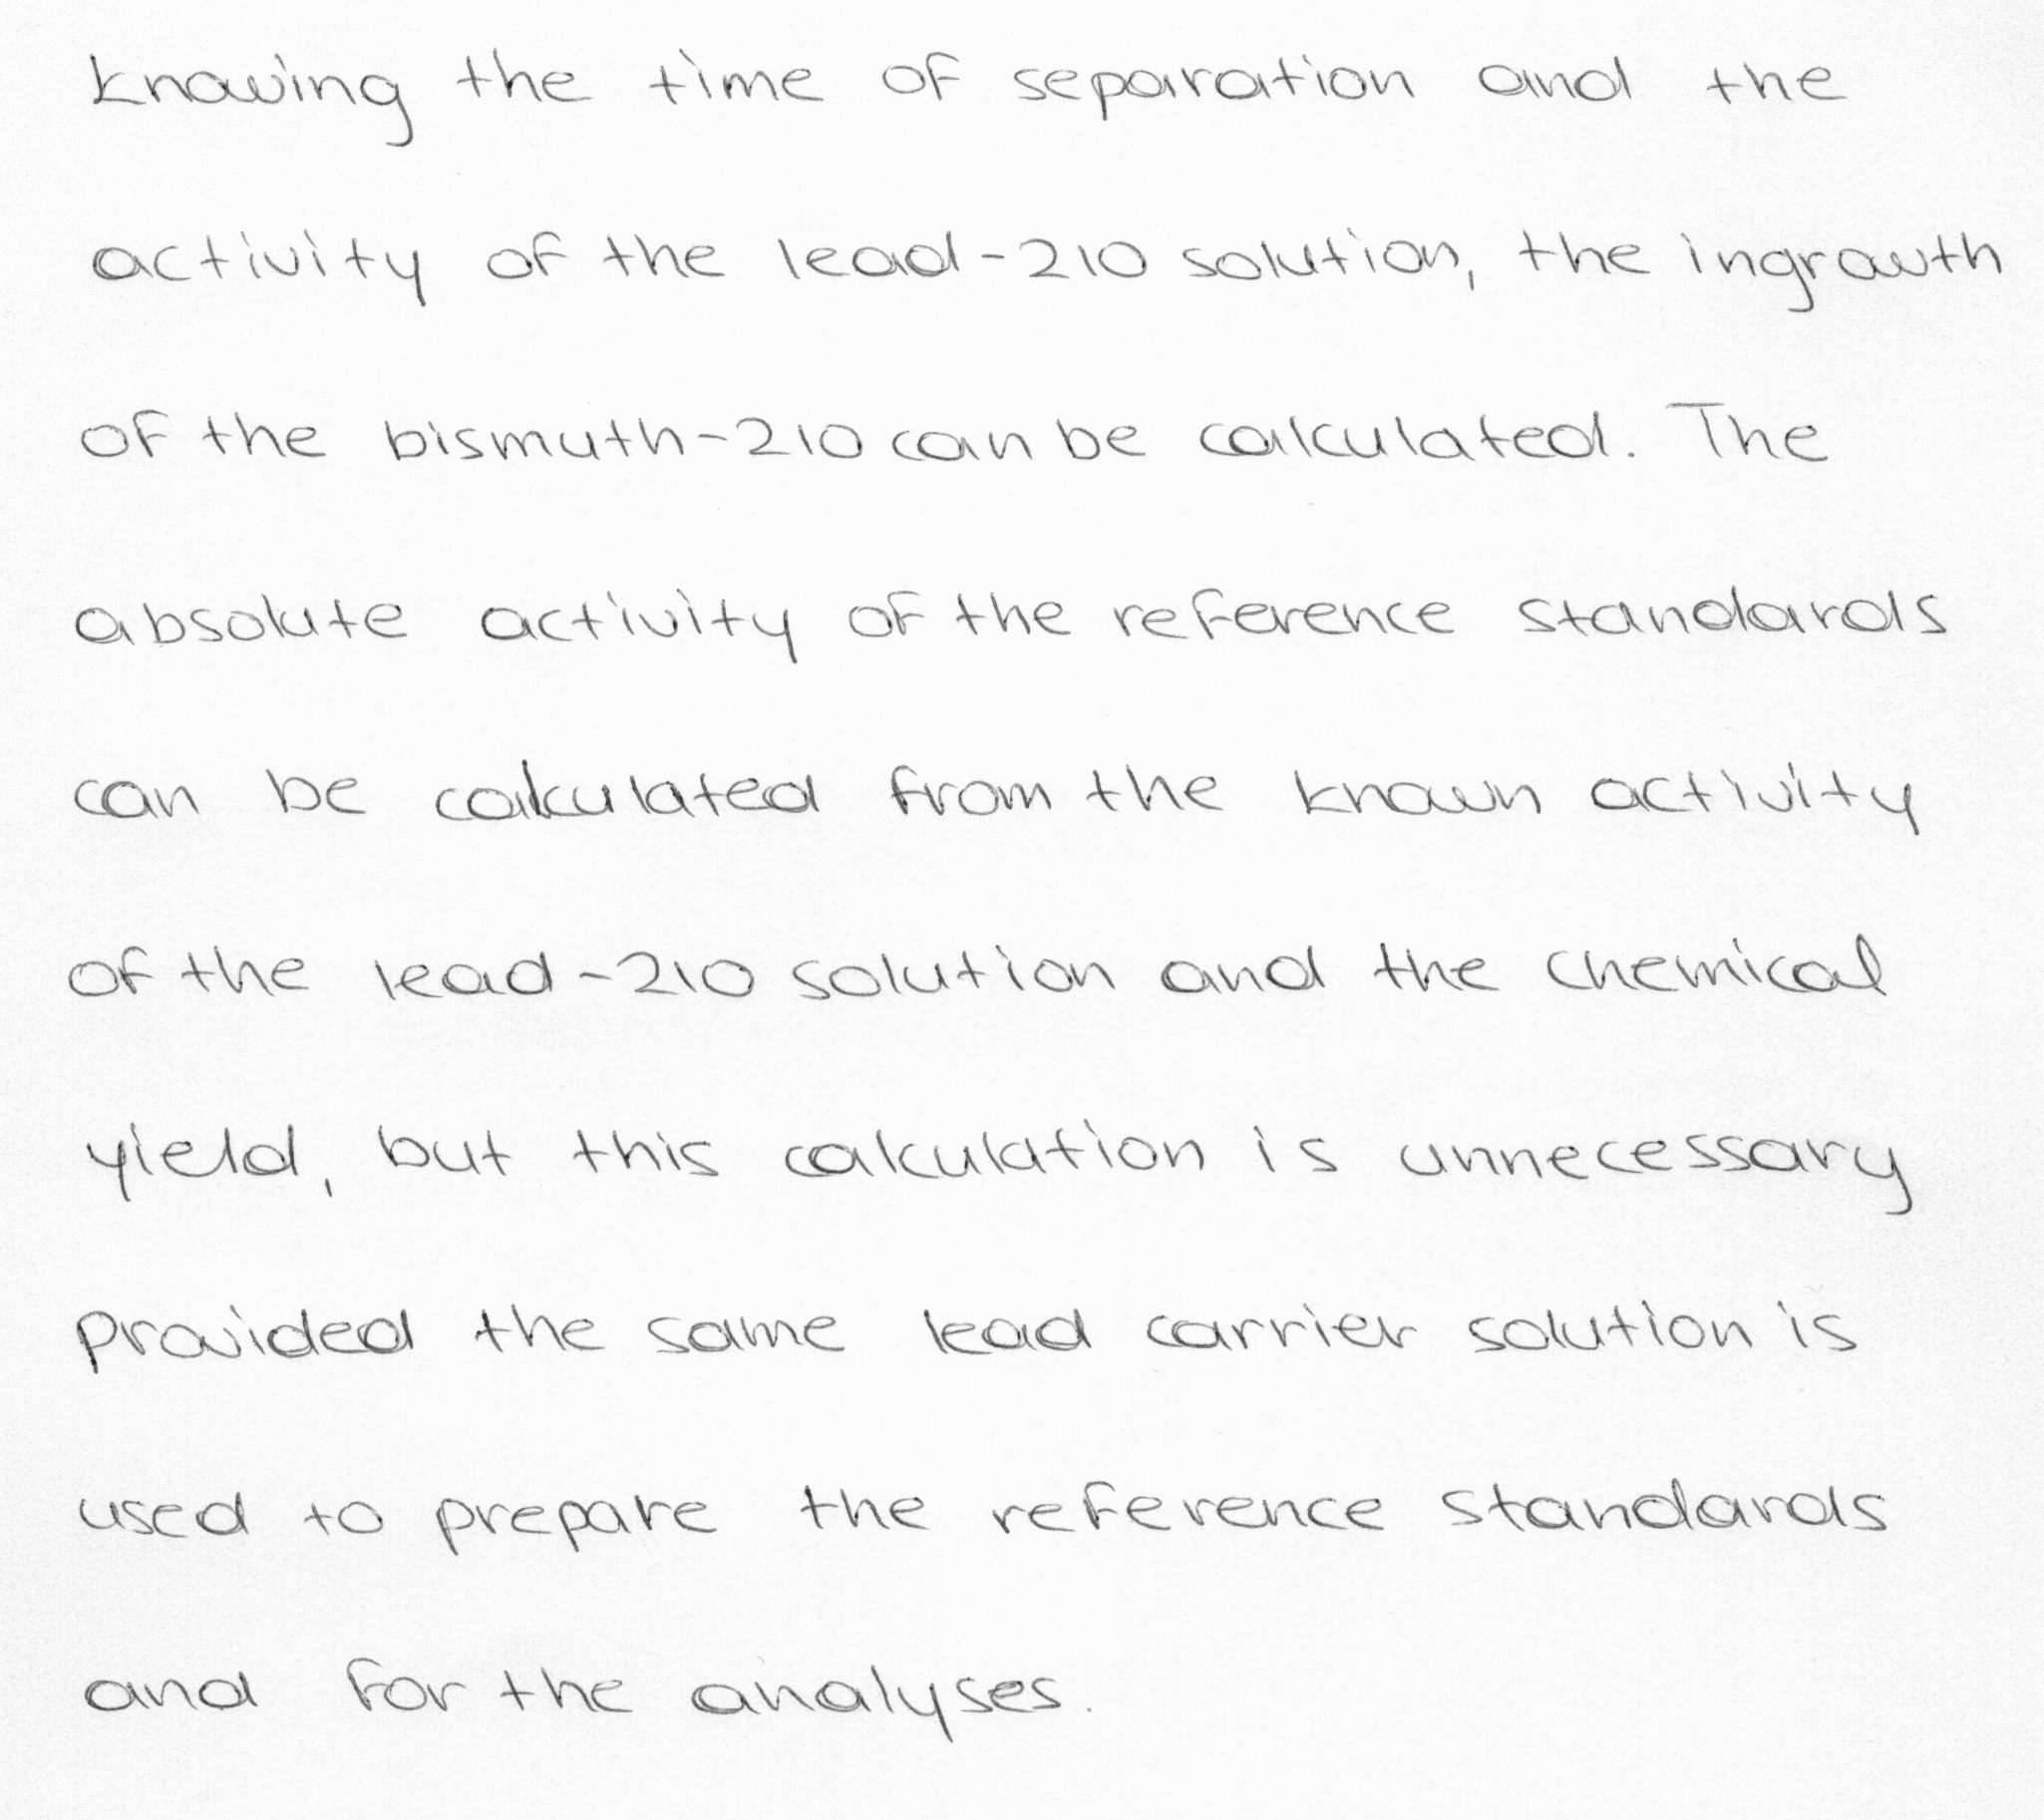 Knowing the time of separation and the
activity of the lead-210 solution, the ingrowth
of the bismuth-210 can be calculated. The
absolute activity of the reference standards
can be calculated from the known activity
of the lead-210 solution and the chemical
yield, but this calculation is unnecessary
provided the same lead carrier solution is
used to prepare the reference standards
and for the analyses.